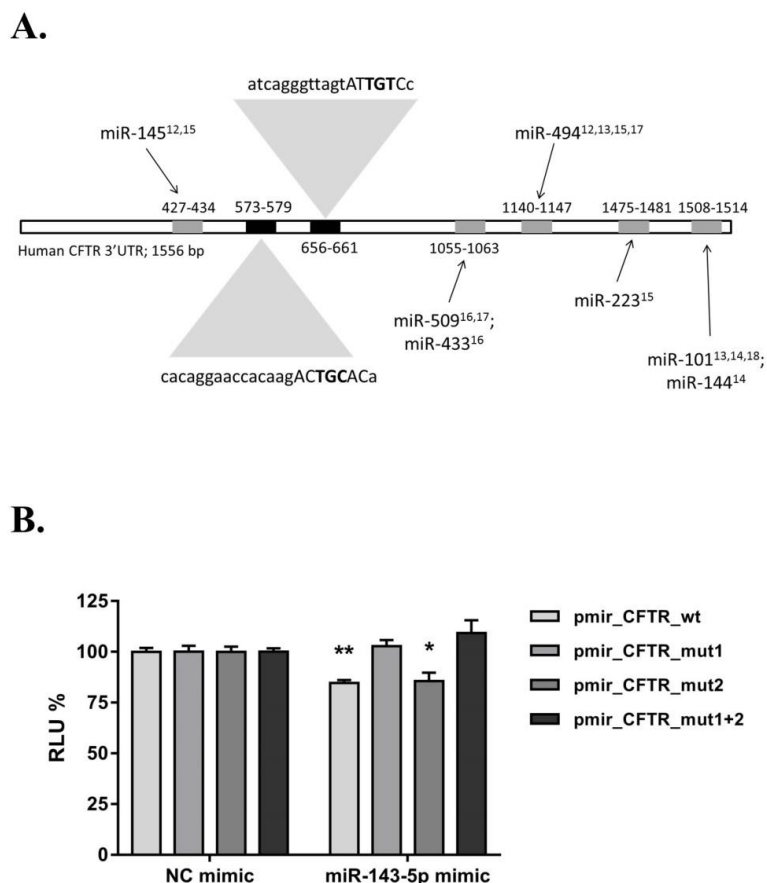 A.
atcagggttagtATTGTCc
miR-145¹²,¹⁵
miR-494¹²,¹³,¹⁵,¹⁷
427-434
573-579
1140-1147
1475-1481
1508-1514
Human CFTR 3'UTR; 1556 bp
656-661
1055-1063
miR-509¹⁶,¹⁷;
miR-433¹⁶
miR-223¹⁵
miR-101¹³,¹⁴,¹⁸;
miR-144¹⁴
cacaggaaccacaagACTGCACa
B.
125
100
75
50
25
0
RLU %
**
*
NC mimic
miR-143-5p mimic
pmir_CFTR_wt
pmir_CFTR_mut1
pmir_CFTR_mut2
pmir_CFTR_mut1+2